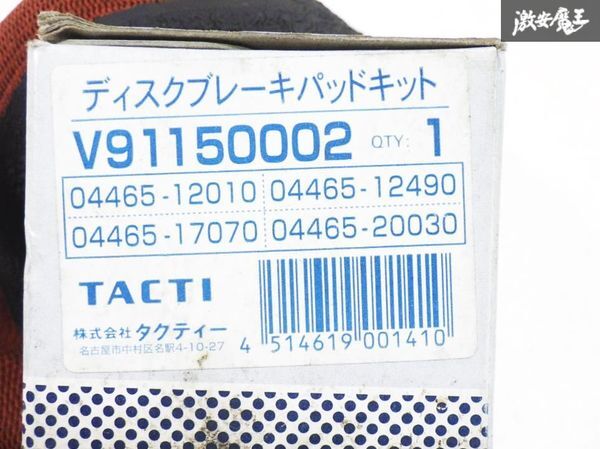 激安魔王
ディスクブレーキパッドキット
V91150002 QTY: 1
04465-12010 04465-12490
04465-17070 04465-20030
TACTI
株式会社 タクティー
名古屋市中村区名駅4-10-27
4 514619 001410